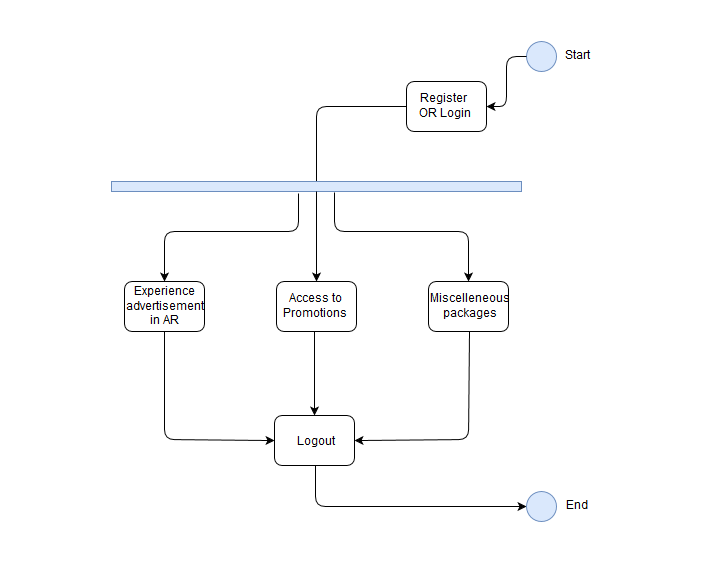 Start
Register
OR Login
Experience
advertisement
in AR
Access to
Promotions
Miscelleneous
packages
Logout
End